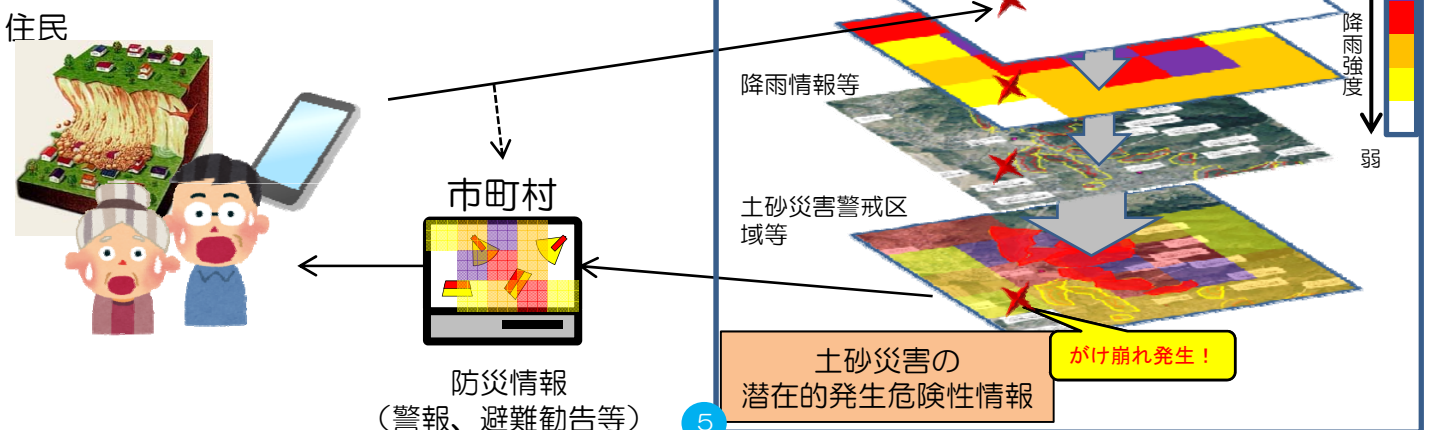 住民
降雨強度
降雨情報等
弱
市町村
土砂災害警戒区
域等
がけ崩れ発生！
土砂災害の
潜在的発生危険性情報
防災情報
（警報、避難勧告等）
5